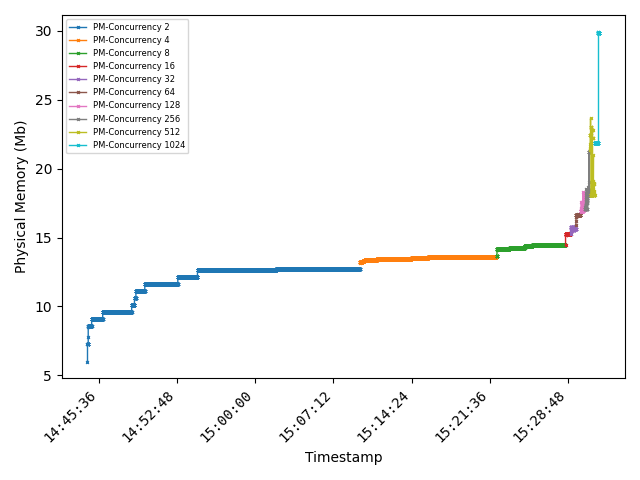 PM-Concurrency 2
PM-Concurrency 4
PM-Concurrency 8
PM-Concurrency 16
PM-Concurrency 32
PM-Concurrency 64
PM-Concurrency 128
PM-Concurrency 256
PM-Concurrency 512
PM-Concurrency 1024
Physical Memory (Mb)
30
25
20
15
10
5
14:45:36
14:52:48
15:00:00
15:07:12
15:14:24
15:21:36
15:28:48
Timestamp